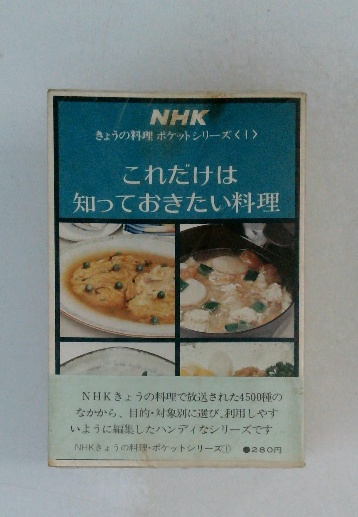 NHK
きょうの料理 ポケットシリーズ〈1〉
これだけは
知っておきたい料理
NHKきょうの料理で放送された4500種の
なかから、目的・対象別に選び、利用しやす
いように編集したハンディなシリーズです
NHKきょうの料理・ポケットシリーズ① ●280円